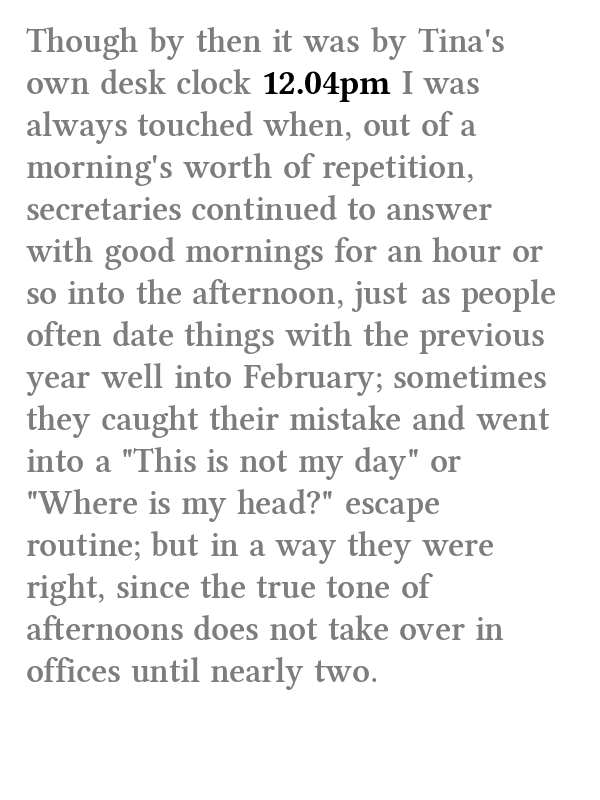 Though by then it was by Tina's
own desk clock 12.04pm I was
always touched when, out of a
morning's worth of repetition,
secretaries continued to answer
with good mornings for an hour or
so into the afternoon, just as people
often date things with the previous
year well into February; sometimes
they caught their mistake and went
into a "This is not my day" or
"Where is my head?" escape
routine; but in a way they were
right, since the true tone of
afternoons does not take over in
offices until nearly two.